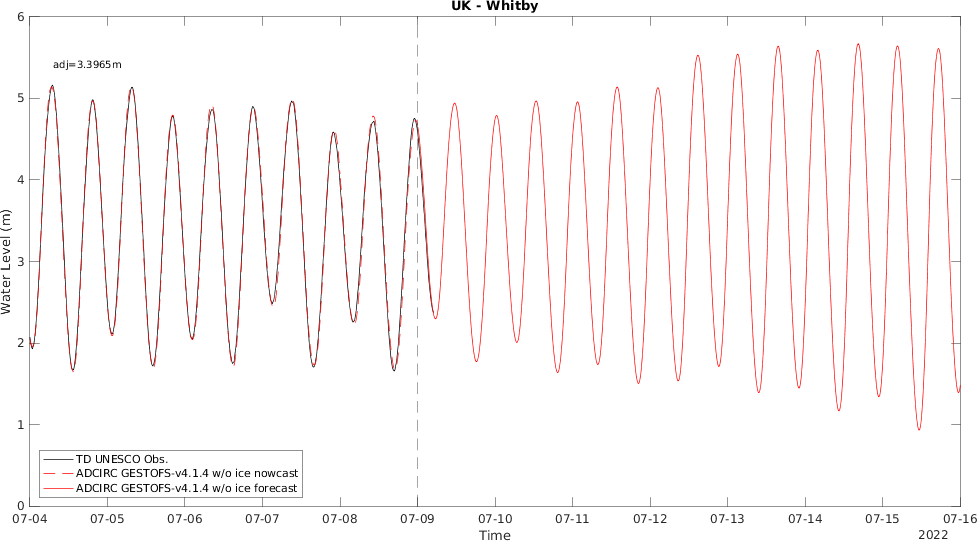 UK - Whitby
adj=3.3965m
Water Level (m)
6
5
4
3
2
1
0
TD UNESCO Obs.
ADCIRC GESTOFS-v4.1.4 w/o ice nowcast
ADCIRC GESTOFS-v4.1.4 w/o ice forecast
07-04 07-05 07-06 07-07 07-08 07-09 07-10 07-11 07-12 07-13 07-14 07-15 07-16
Time
2022